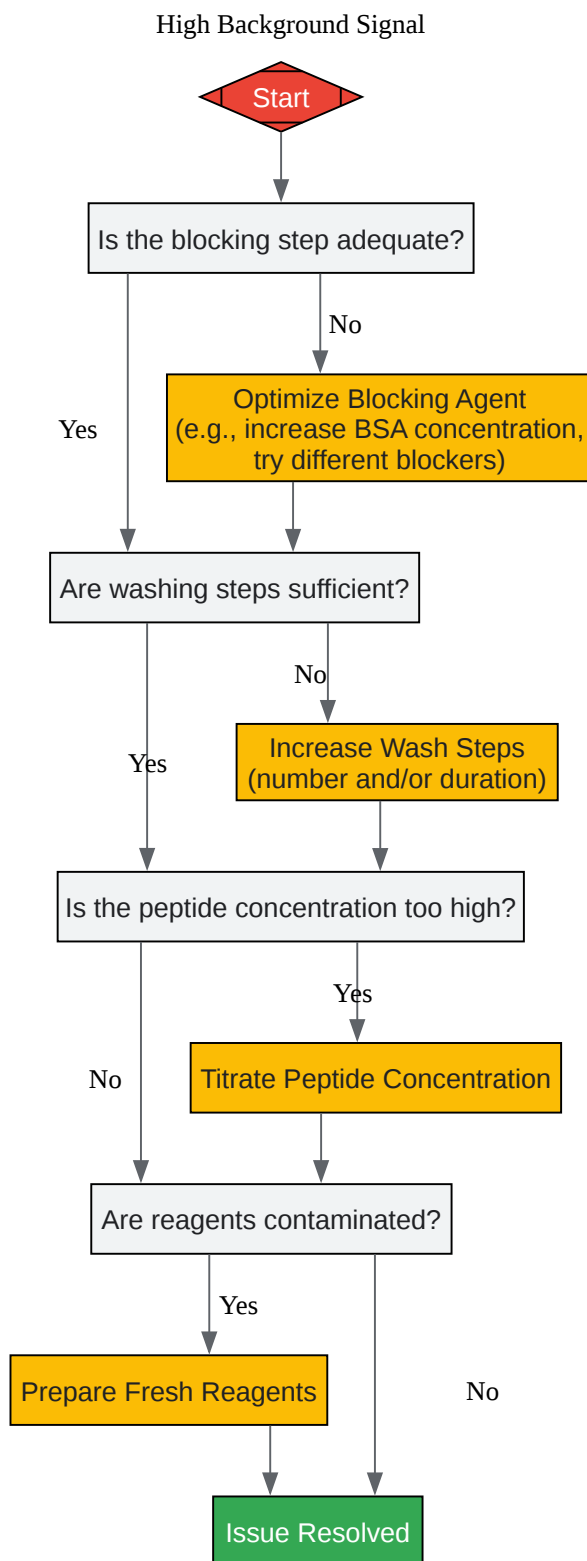 High Background Signal
Start
Is the blocking step adequate?
No
Yes
Optimize Blocking Agent
(e.g., increase BSA concentration,
try different blockers)
Are washing steps sufficient?
No
Yes
Increase Wash Steps
(number and/or duration)
Is the peptide concentration too high?
Yes
No
Titrate Peptide Concentration
Are reagents contaminated?
Yes
Prepare Fresh Reagents
No
Issue Resolved